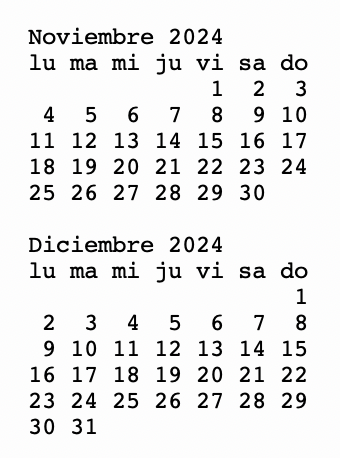 Noviembre 2024
lu ma mi ju vi sa do
             1  2  3
 4  5  6  7  8  9 10
11 12 13 14 15 16 17
18 19 20 21 22 23 24
25 26 27 28 29 30

Diciembre 2024
lu ma mi ju vi sa do
                   1
 2  3  4  5  6  7  8
 9 10 11 12 13 14 15
16 17 18 19 20 21 22
23 24 25 26 27 28 29
30 31